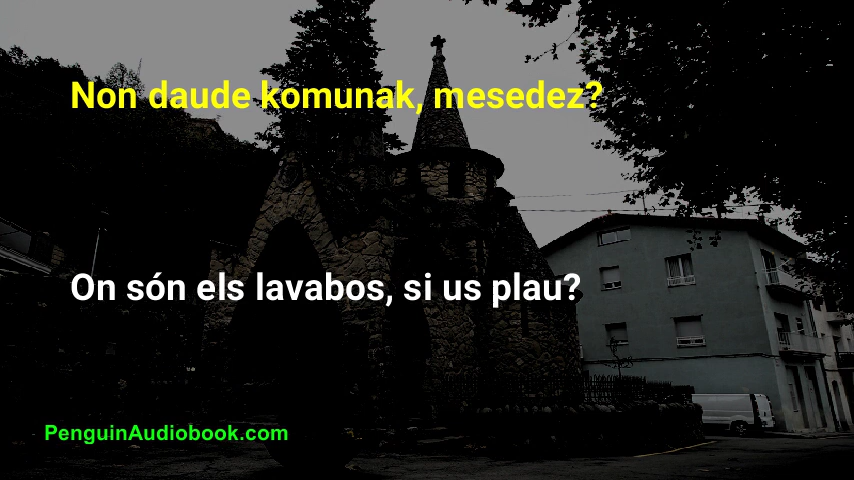 Non daude komunak, mesedez?
On són els lavabos, si us plau?
PenguinAudiobook.com